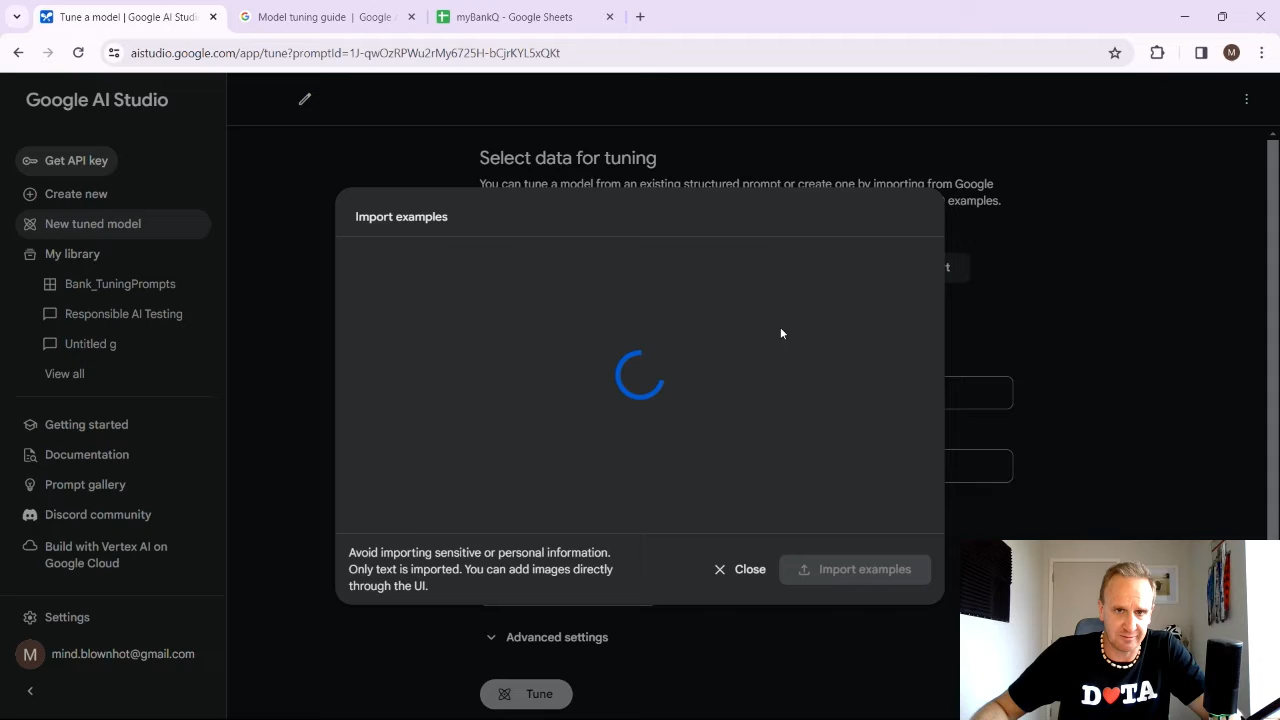 Tune a model | Google AI Studi
Model tuning guide | Google A
myBankQ - Google Sheets
aistudio.google.com/app/tune?promptId=1J-qwOzRPWu2rMy6725H-bCjrKYL5xQKt
M
Google AI Studio
Get API key
Create new
New tuned model
My library
Bank_TuningPrompts
Responsible AI Testing
Untitled g
View all
Getting started
Documentation
Prompt gallery
Discord community
Build with Vertex AI on
Google Cloud
Settings
M mind.blownhot@gmail.com
Select data for tuning
You can tune a model from an existing structured prompt or create one by importing from Google
examples.
t
Import examples
Avoid importing sensitive or personal information.
Only text is imported. You can add images directly
through the UI.
Close
Import examples
Advanced settings
Tune
D♥TA